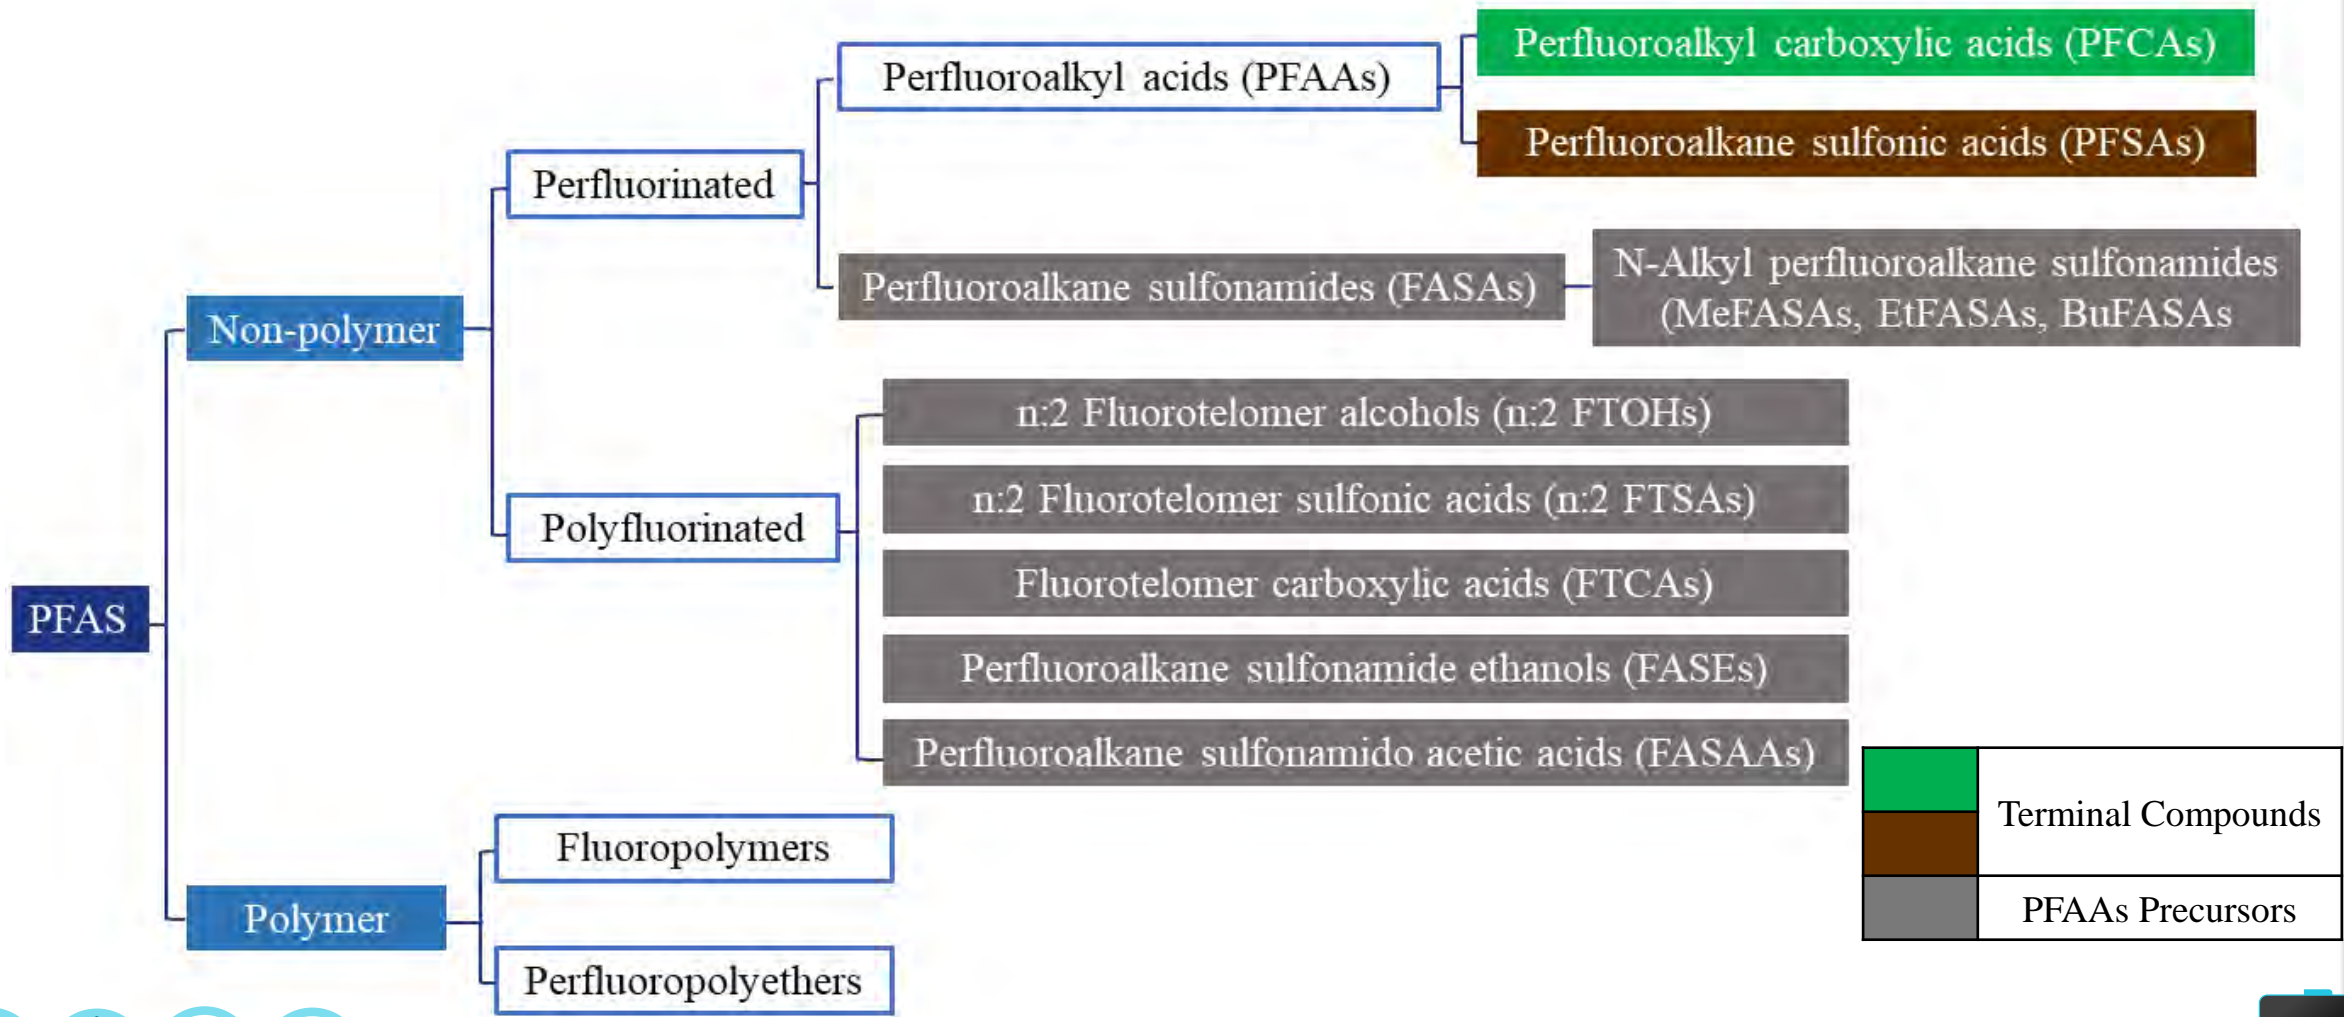 Perfluoroalkyl carboxylic acids (PFCAs)
Perfluoroalkyl acids (PFAAs)
Perfluoroalkane sulfonic acids (PFSAs)
Perfluorinated
N-Alkyl perfluoroalkane sulfonamides
(MeFASAs, EtFASAs, BuFASAs
Perfluoroalkane sulfonamides (FASAs)
Non-polymer
n:2 Fluorotelomer alcohols (n:2 FTOHs)
n:2 Fluorotelomer sulfonic acids (n:2 FTSAs)
Polyfluorinated
Fluorotelomer carboxylic acids (FTCAs)
PFAS
Perfluoroalkane sulfonamide ethanols (FASEs)
Perfluoroalkane sulfonamido acetic acids (FASAAs)
Terminal Compounds
Fluoropolymers
PFAAs Precursors
Polymer
Perfluoropolyethers